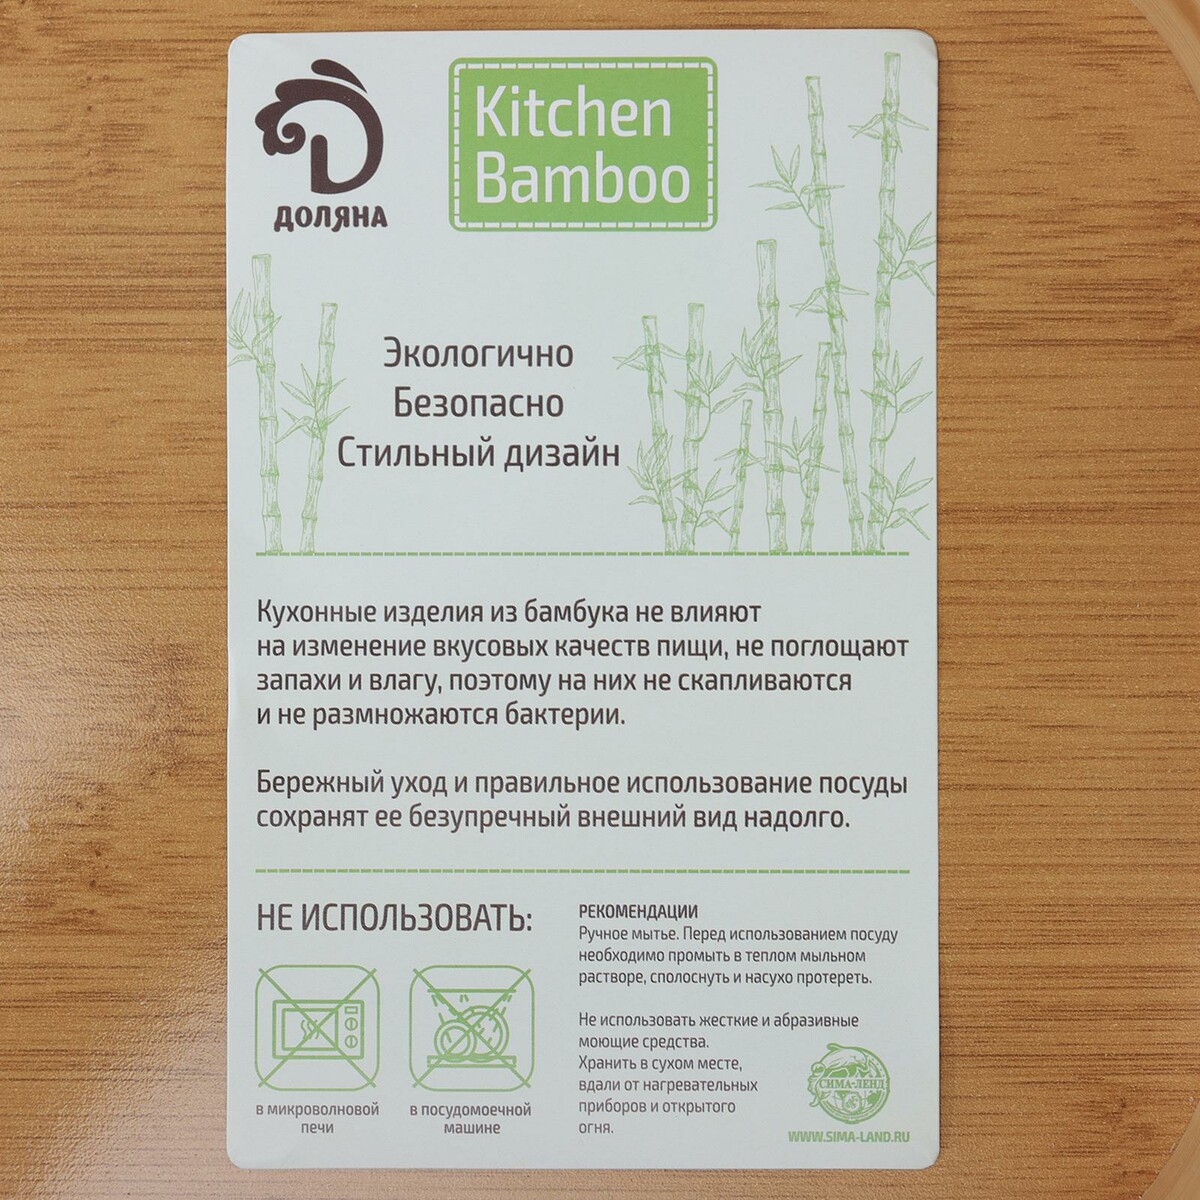 ДОЛЯНА
Kitchen
Bamboo
Экологично
Безопасно
Стильный дизайн
Кухонные изделия из бамбука не влияют
на изменение вкусовых качеств пищи, не поглощают
запахи и влагу, поэтому на них не скапливаются
и не размножаются бактерии.
Бережный уход и правильное использование посуды
сохранят ее безупречный внешний вид надолго.
НЕ ИСПОЛЬЗОВАТЬ:
в микроволновой
печи
в посудомоечной
машине
РЕКОМЕНДАЦИИ
Ручное мытье. Перед использованием посуду
необходимо промыть в теплом мыльном
растворе, сполоснуть и насухо протереть.
Не использовать жесткие и абразивные
моющие средства.
Хранить в сухом месте,
вдали от нагревательных
приборов и открытого
огня.
СИМА-ЛЕНД
WWW.SIMA-LAND.RU